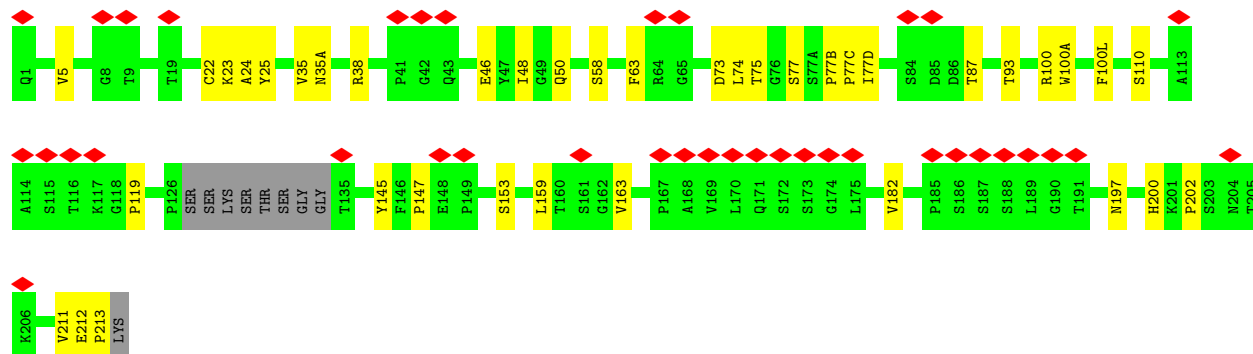 Q1 V5 G8 T9 T19 C22 K23 A24 Y25 V35 N35A R38 P41 G42 Q43 E46 Y47 I48 G49 Q50 S58 F63 R64 G65 D73 L74 T75 G76 S77 S77A P77B P77C I77D S84 D85 D86 T87 T93 R100 W100A F100L S110 A113
A114 S115 T116 K117 G118 P119 P126 SER SER LYS SER THR SER GLY GLY T135 Y145 F146 P147 E148 P149 S153 L159 T160 S161 G162 V163 P167 A168 V169 L170 Q171 S172 S173 G174 L175 V182 P185 S186 S187 S188 L189 G190 T191 N197 H200 K201 P202 S203 N204 T205
K206 V211 E212 P213 LYS